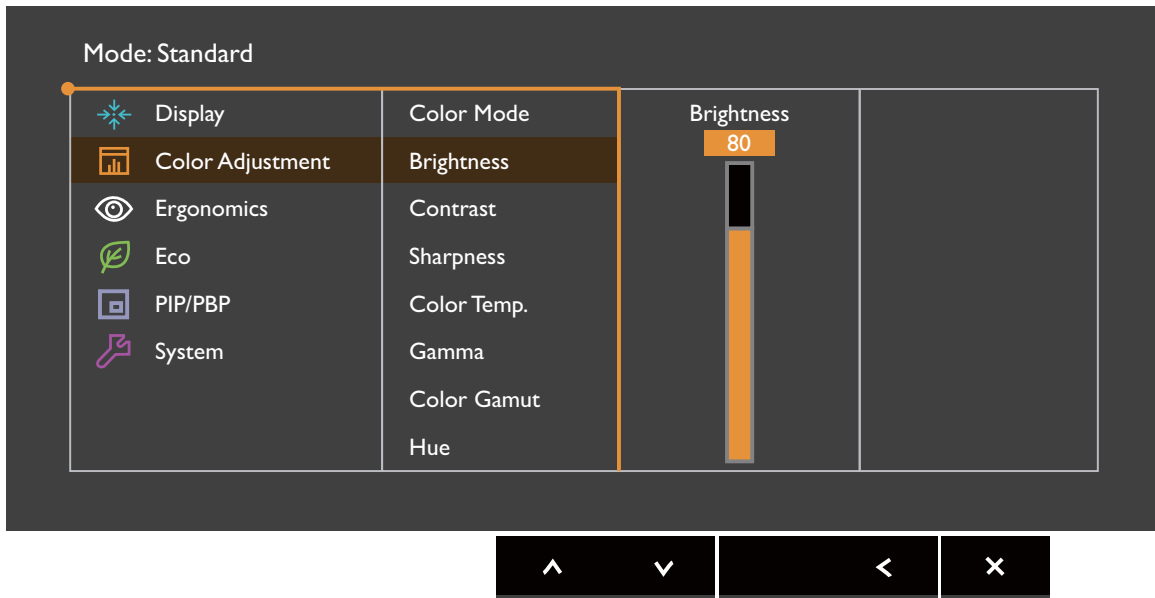 Mode: Standard
Display
Color Adjustment
Ergonomics
Eco
PIP/PBP
System
Color Mode
Brightness
Contrast
Sharpness
Color Temp.
Gamma
Color Gamut
Hue
Brightness
80